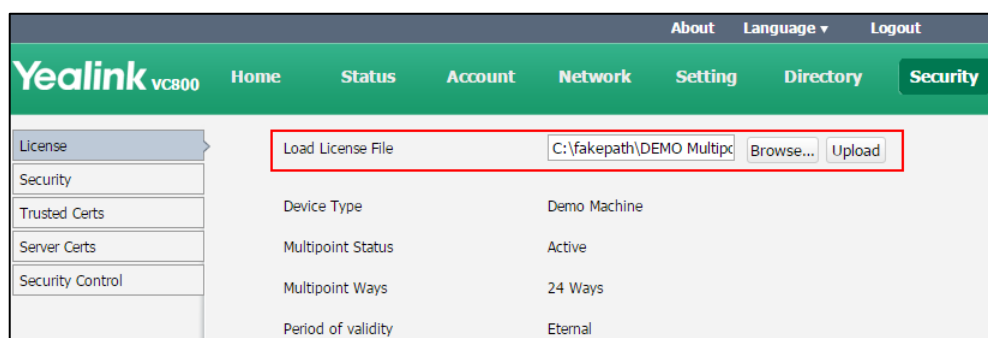 About Language ▾ Logout
Yealink VC800 Home Status Account Network Setting Directory Security
License Load License File C:\fakepath\DEMO Multipo Browse... Upload
Security
Trusted Certs Device Type Demo Machine
Server Certs Multipoint Status Active
Security Control Multipoint Ways 24 Ways
Period of validity Eternal